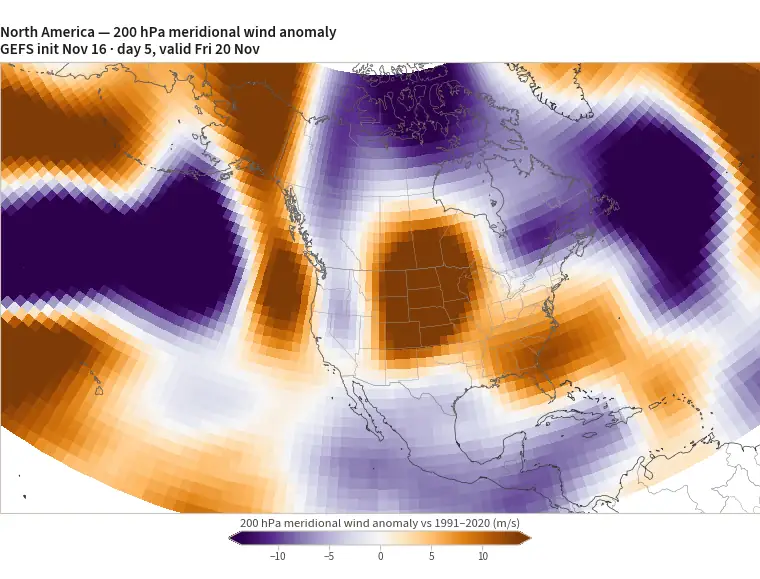 North America — 200 hPa meridional wind anomaly
GEFS init Nov 16 · day 5, valid Fri 20 Nov
200 hPa meridional wind anomaly vs 1991–2020 (m/s)
−10 −5 0 5 10